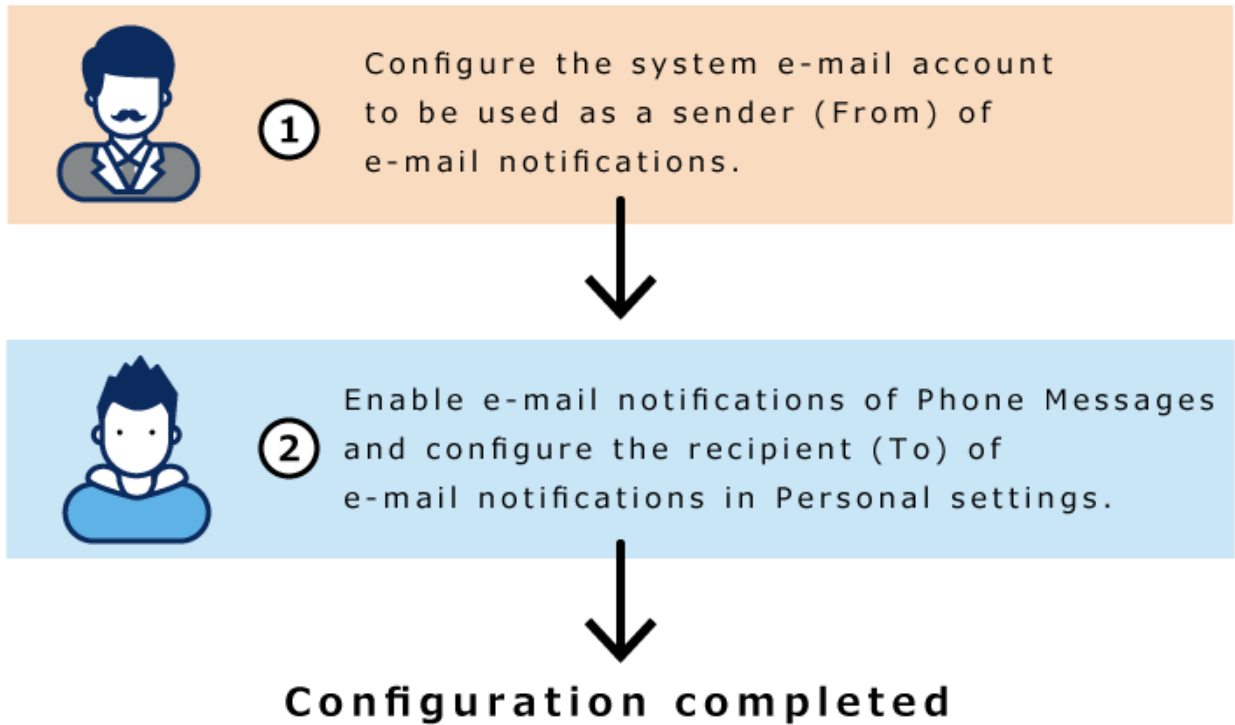 1
Configure the system e-mail account
to be used as a sender (From) of
e-mail notifications.
2
Enable e-mail notifications of Phone Messages
and configure the recipient (To) of
e-mail notifications in Personal settings.
Configuration completed